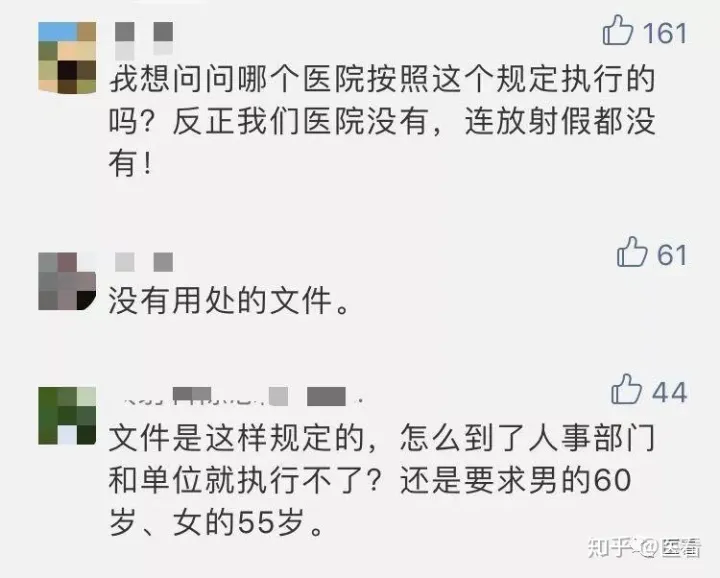 161
我想问问哪个医院按照这个规定执行的
吗？反正我们医院没有，连放射假都没
有！
61
没有用处的文件。
44
文件是这样规定的，怎么到了人事部门
和单位就执行不了？还是要求男的60
岁、女的55岁。
知乎 @医看